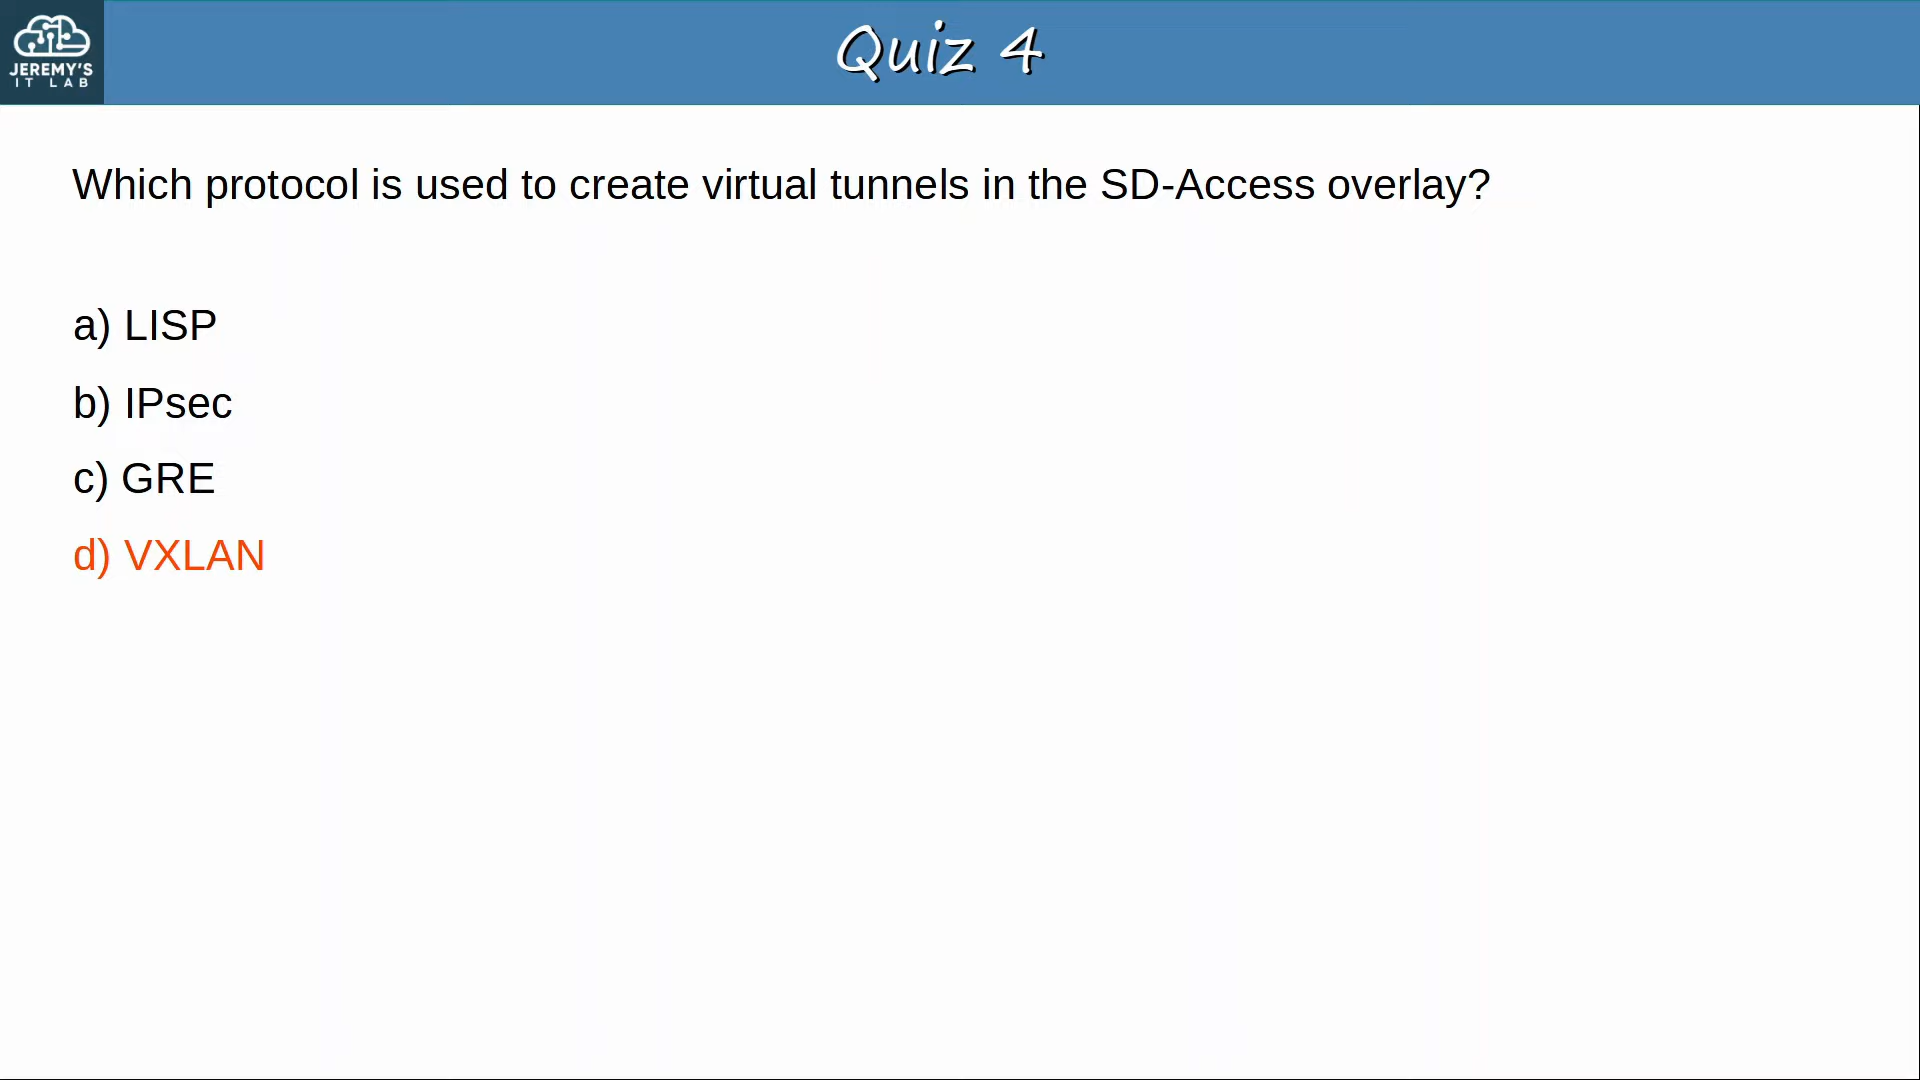 JEREMY'S
IT LAB
Quiz 4
Which protocol is used to create virtual tunnels in the SD-Access overlay?
a) LISP
b) IPsec
c) GRE
d) VXLAN